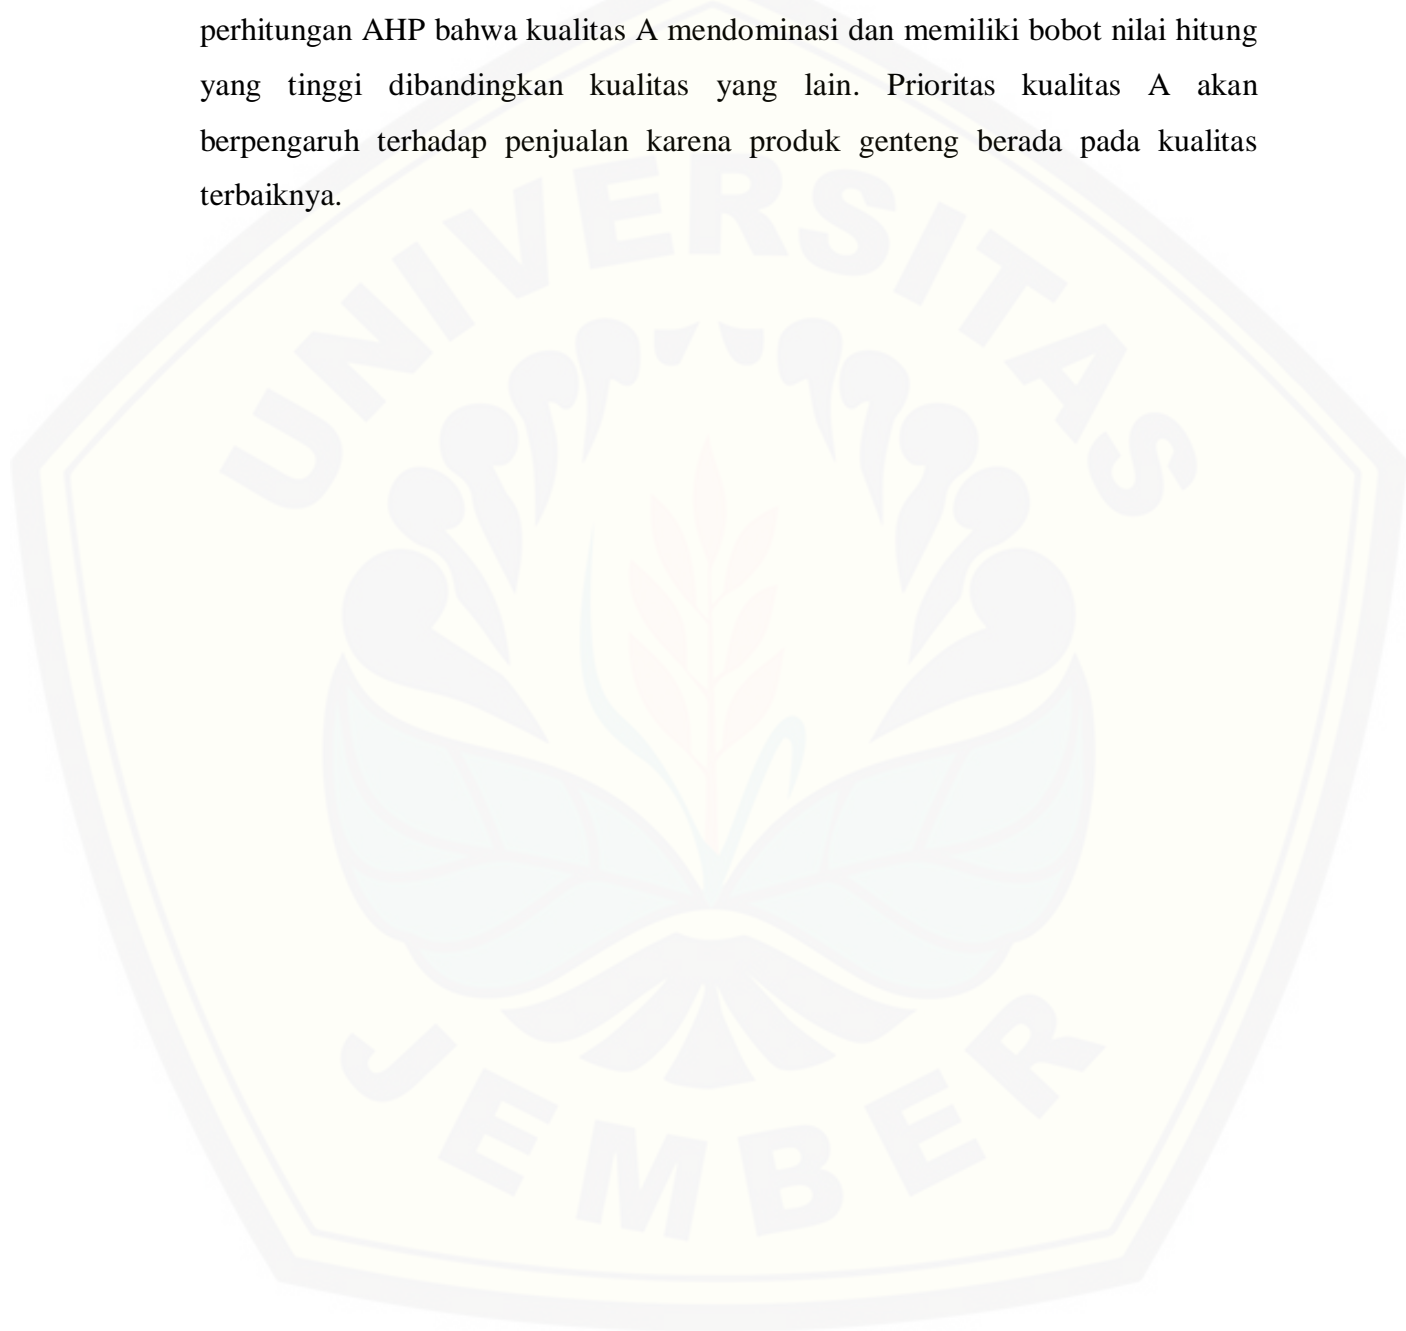 perhitungan AHP bahwa kualitas A mendominasi dan memiliki bobot nilai hitung
yang tinggi dibandingkan kualitas yang lain. Prioritas kualitas A akan
berpengaruh terhadap penjualan karena produk genteng berada pada kualitas
terbaiknya.
UNIVERSITAS
JEMBER